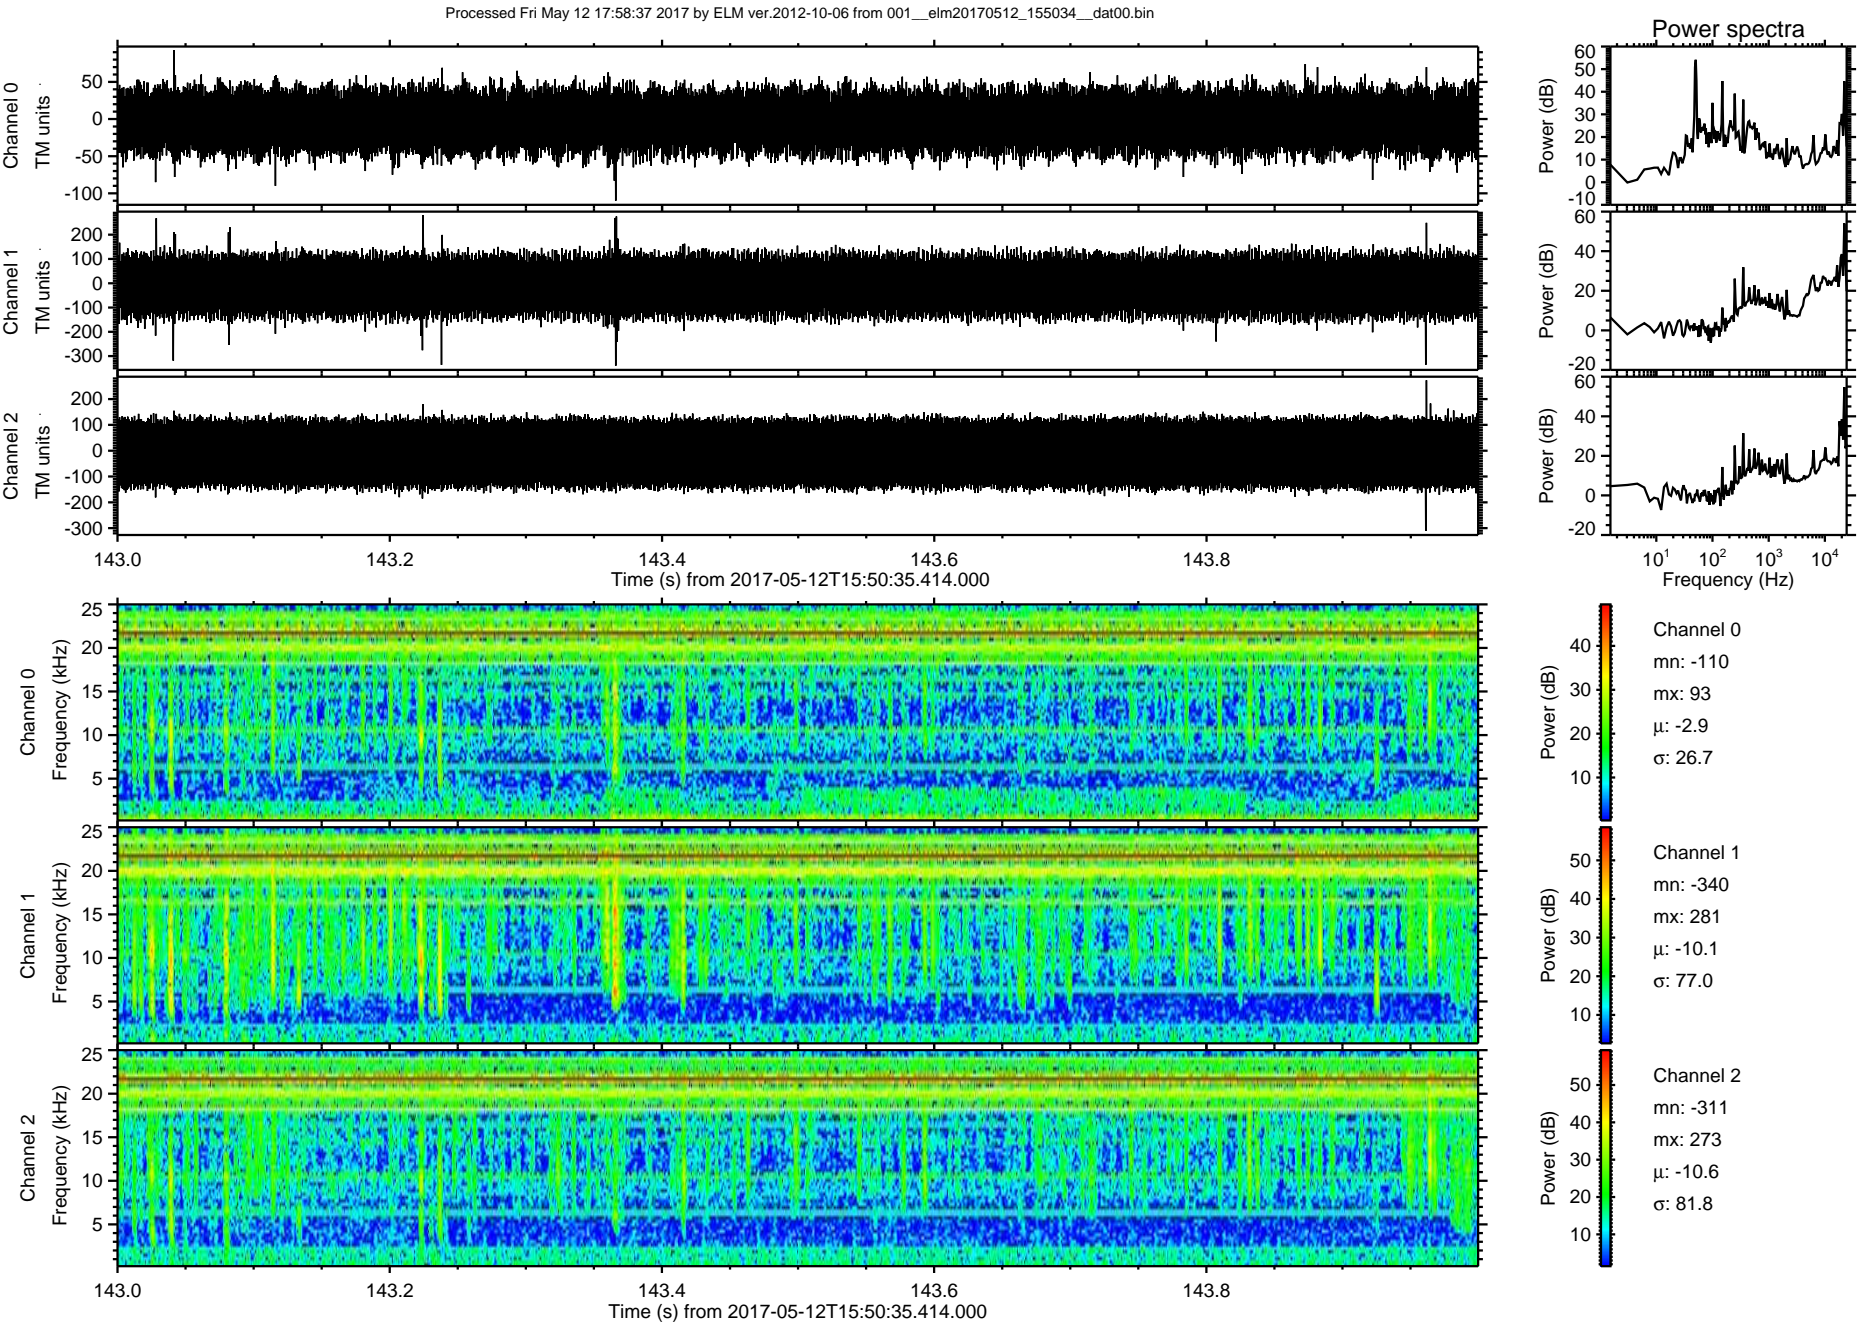 Processed Fri May 12 17:58:37 2017 by ELM ver.2012-10-06 from 001__elm20170512_155034__dat00.bin
Power spectra
Channel 0
TM units
50
0
-50
-100
Power (dB)
60
50
40
30
20
10
0
-10
Channel 1
TM units
200
100
0
-100
-200
-300
Power (dB)
60
40
20
0
-20
Channel 2
TM units
200
100
0
-100
-200
-300
Power (dB)
60
40
20
0
-20
143.0 143.2 143.4 143.6 143.8
Time (s) from 2017-05-12T15:50:35.414.000
10^1 10^2 10^3 10^4
Frequency (Hz)
Channel 0
Frequency (kHz)
25
20
15
10
5
Power (dB)
40
30
20
10
Channel 0
mn: -110
mx: 93
μ: -2.9
σ: 26.7
Channel 1
Frequency (kHz)
25
20
15
10
5
Power (dB)
50
40
30
20
10
Channel 1
mn: -340
mx: 281
μ: -10.1
σ: 77.0
Channel 2
Frequency (kHz)
25
20
15
10
5
Power (dB)
50
40
30
20
10
Channel 2
mn: -311
mx: 273
μ: -10.6
σ: 81.8
143.0 143.2 143.4 143.6 143.8
Time (s) from 2017-05-12T15:50:35.414.000